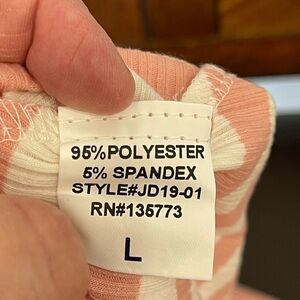 95% POLYESTER
5% SPANDEX
STYLE#JD19-01
RN#135773
L